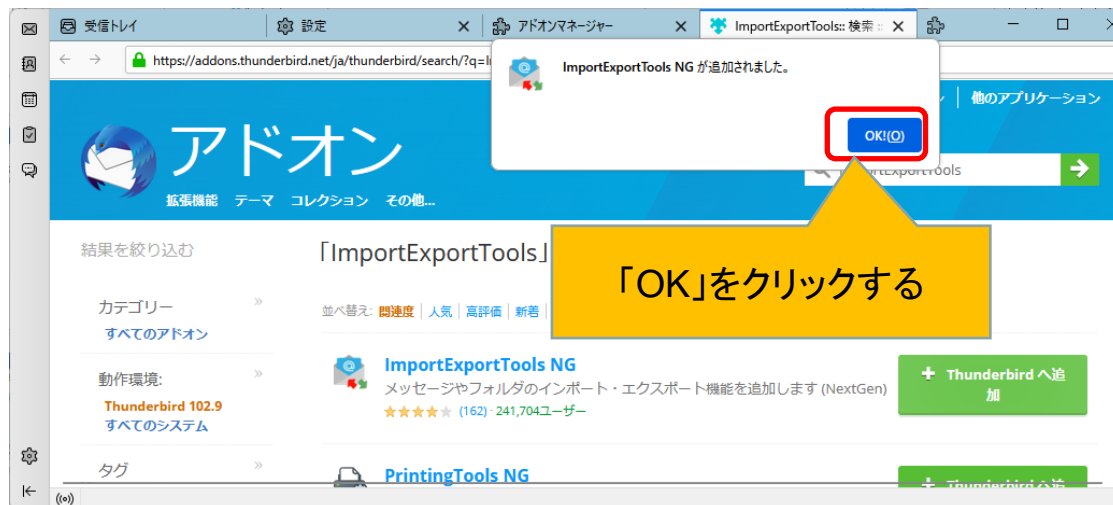 受信トレイ
設定
アドオンマネージャー
ImportExportTools:: 検索 ::
https://addons.thunderbird.net/ja/thunderbird/search/?q=I
ImportExportTools NG が追加されました。
OK!(O)
他のアプリケーション
アドオン
拡張機能 テーマ コレクション その他...
結果を絞り込む
「ImportExportTools」
「OK」をクリックする
カテゴリー
すべてのアドオン
並べ替え: 関連度 人気 高評価 新着
ImportExportTools NG
メッセージやフォルダのインポート・エクスポート機能を追加します (NextGen)
(162) · 241,704ユーザー
Thunderbird へ追
加
動作環境:
Thunderbird 102.9
すべてのシステム
タグ
PrintingTools NG
Thunderbird へ追